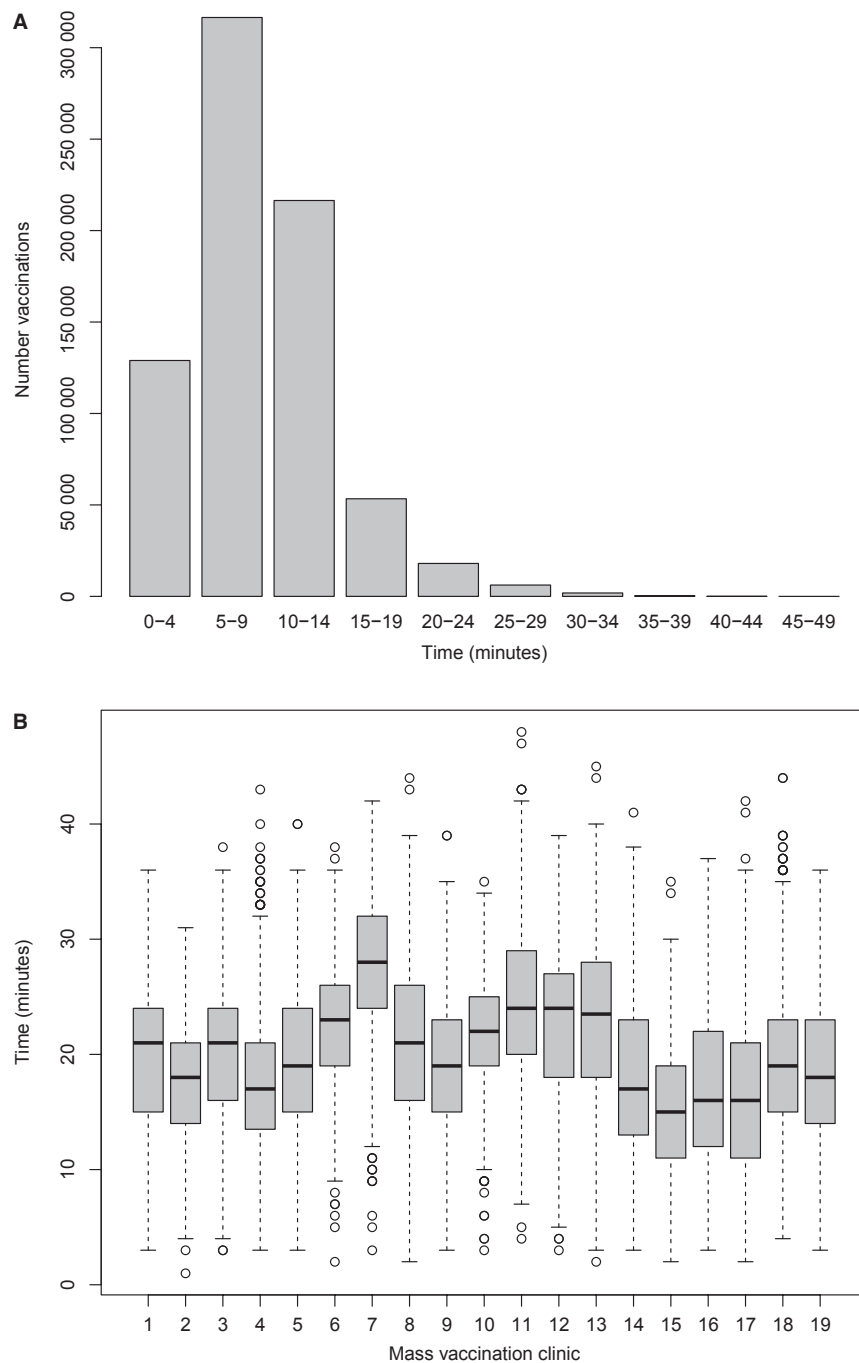 A
300 000
250 000
200 000
150 000
100 000
50 000
0
Number vaccinations
0−4 5−9 10−14 15−19 20−24 25−29 30−34 35−39 40−44 45−49
Time (minutes)
B
40
30
20
10
0
Time (minutes)
1 2 3 4 5 6 7 8 9 10 11 12 13 14 15 16 17 18 19
Mass vaccination clinic